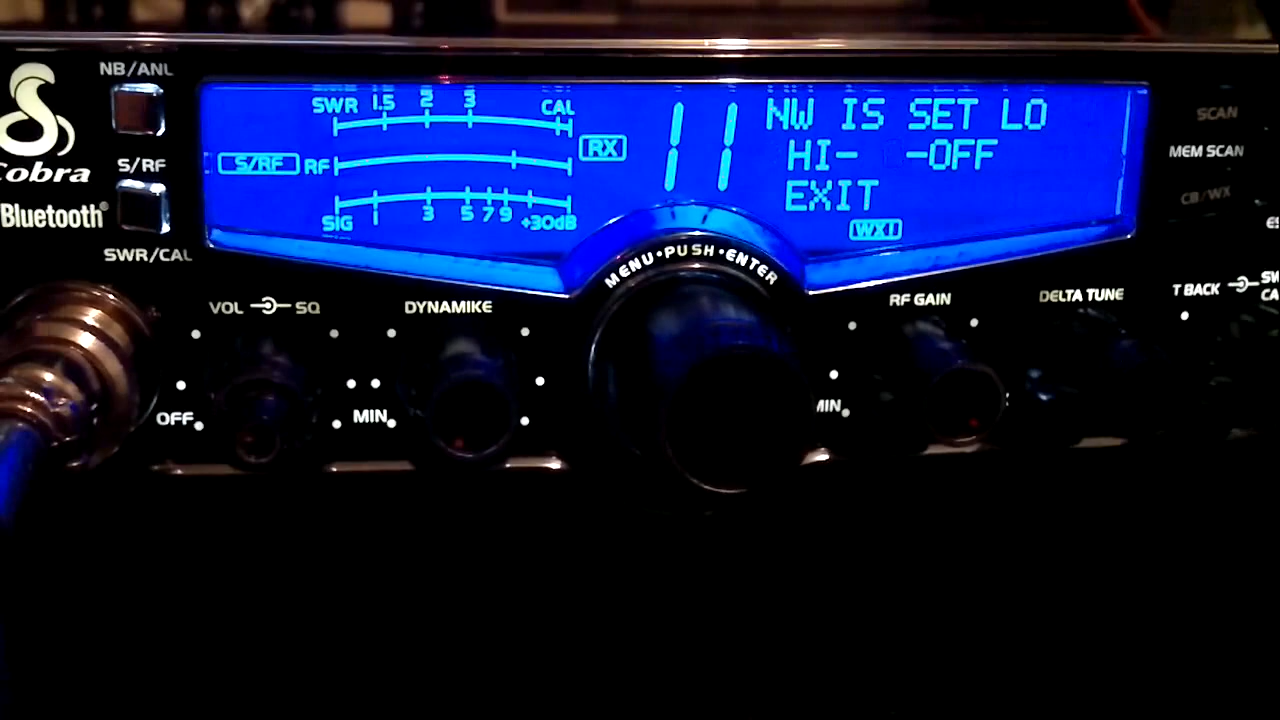 NB/ANL
Cobra
S/RF
Bluetooth®
SWR/CAL
SWR 1.5 2 3 CAL
S/RF RF
SIG 1 3 5 7 9 +30dB
RX
11
NW IS SET LO
HI- -OFF
EXIT
WX1
SCAN
MEM SCAN
CB/WX
MENU•PUSH•ENTER
VOL SQ
DYNAMIKE
RF GAIN
DELTA TUNE
T BACK
OFF
MIN
MIN